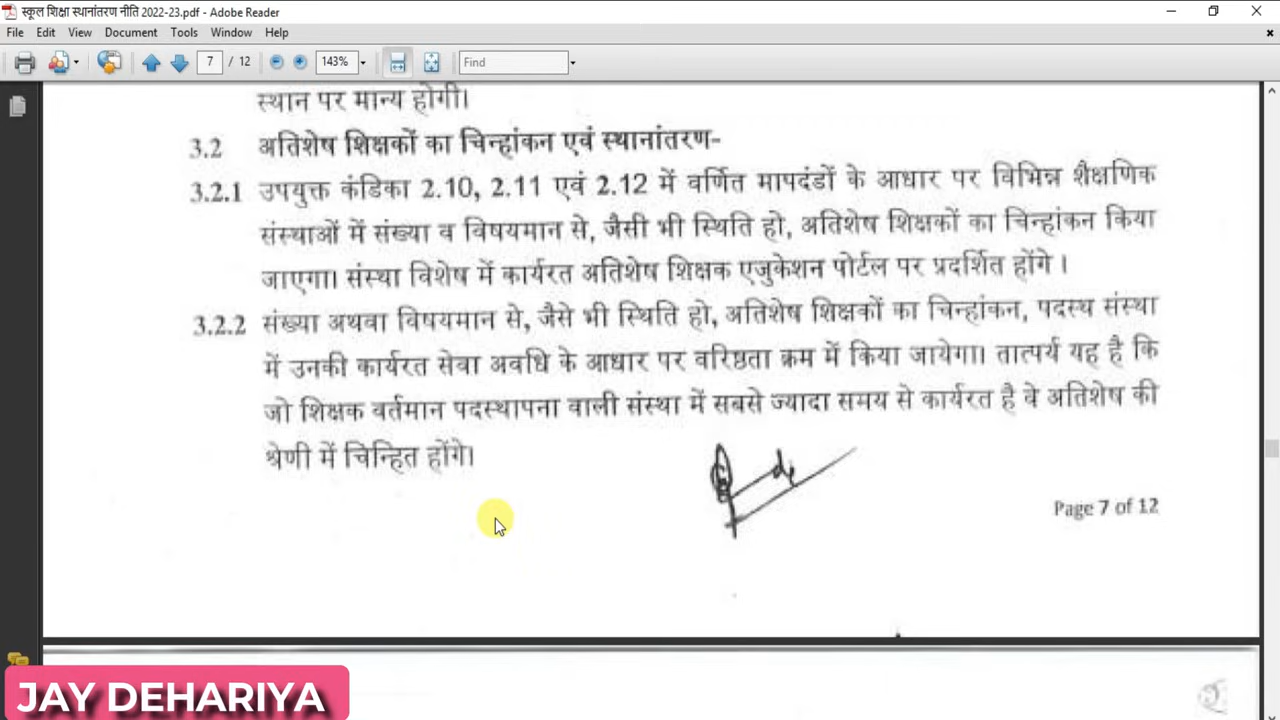 स्कूल शिक्षा स्थानांतरण नीति 2022-23.pdf - Adobe Reader
File Edit View Document Tools Window Help
7 / 12 143% Find
स्थान पर मान्य होगी।
3.2 अतिशेष शिक्षकों का चिन्हांकन एवं स्थानांतरण-
3.2.1 उपयुक्त कंडिका 2.10, 2.11 एवं 2.12 में वर्णित मापदंडों के आधार पर विभिन्न शैक्षणिक
संस्थाओं में संख्या व विषयमान से, जैसी भी स्थिति हो, अतिशेष शिक्षकों का चिन्हांकन किया
जाएगा। संस्था विशेष में कार्यरत अतिशेष शिक्षक एजुकेशन पोर्टल पर प्रदर्शित होंगे ।
3.2.2 संख्या अथवा विषयमान से, जैसे भी स्थिति हो, अतिशेष शिक्षकों का चिन्हांकन, पदस्थ संस्था
में उनकी कार्यरत सेवा अवधि के आधार पर वरिष्ठता क्रम में किया जायेगा। तात्पर्य यह है कि
जो शिक्षक वर्तमान पदस्थापना वाली संस्था में सबसे ज्यादा समय से कार्यरत है वे अतिशेष की
श्रेणी में चिन्हित होंगे।
Page 7 of 12
JAY DEHARIYA